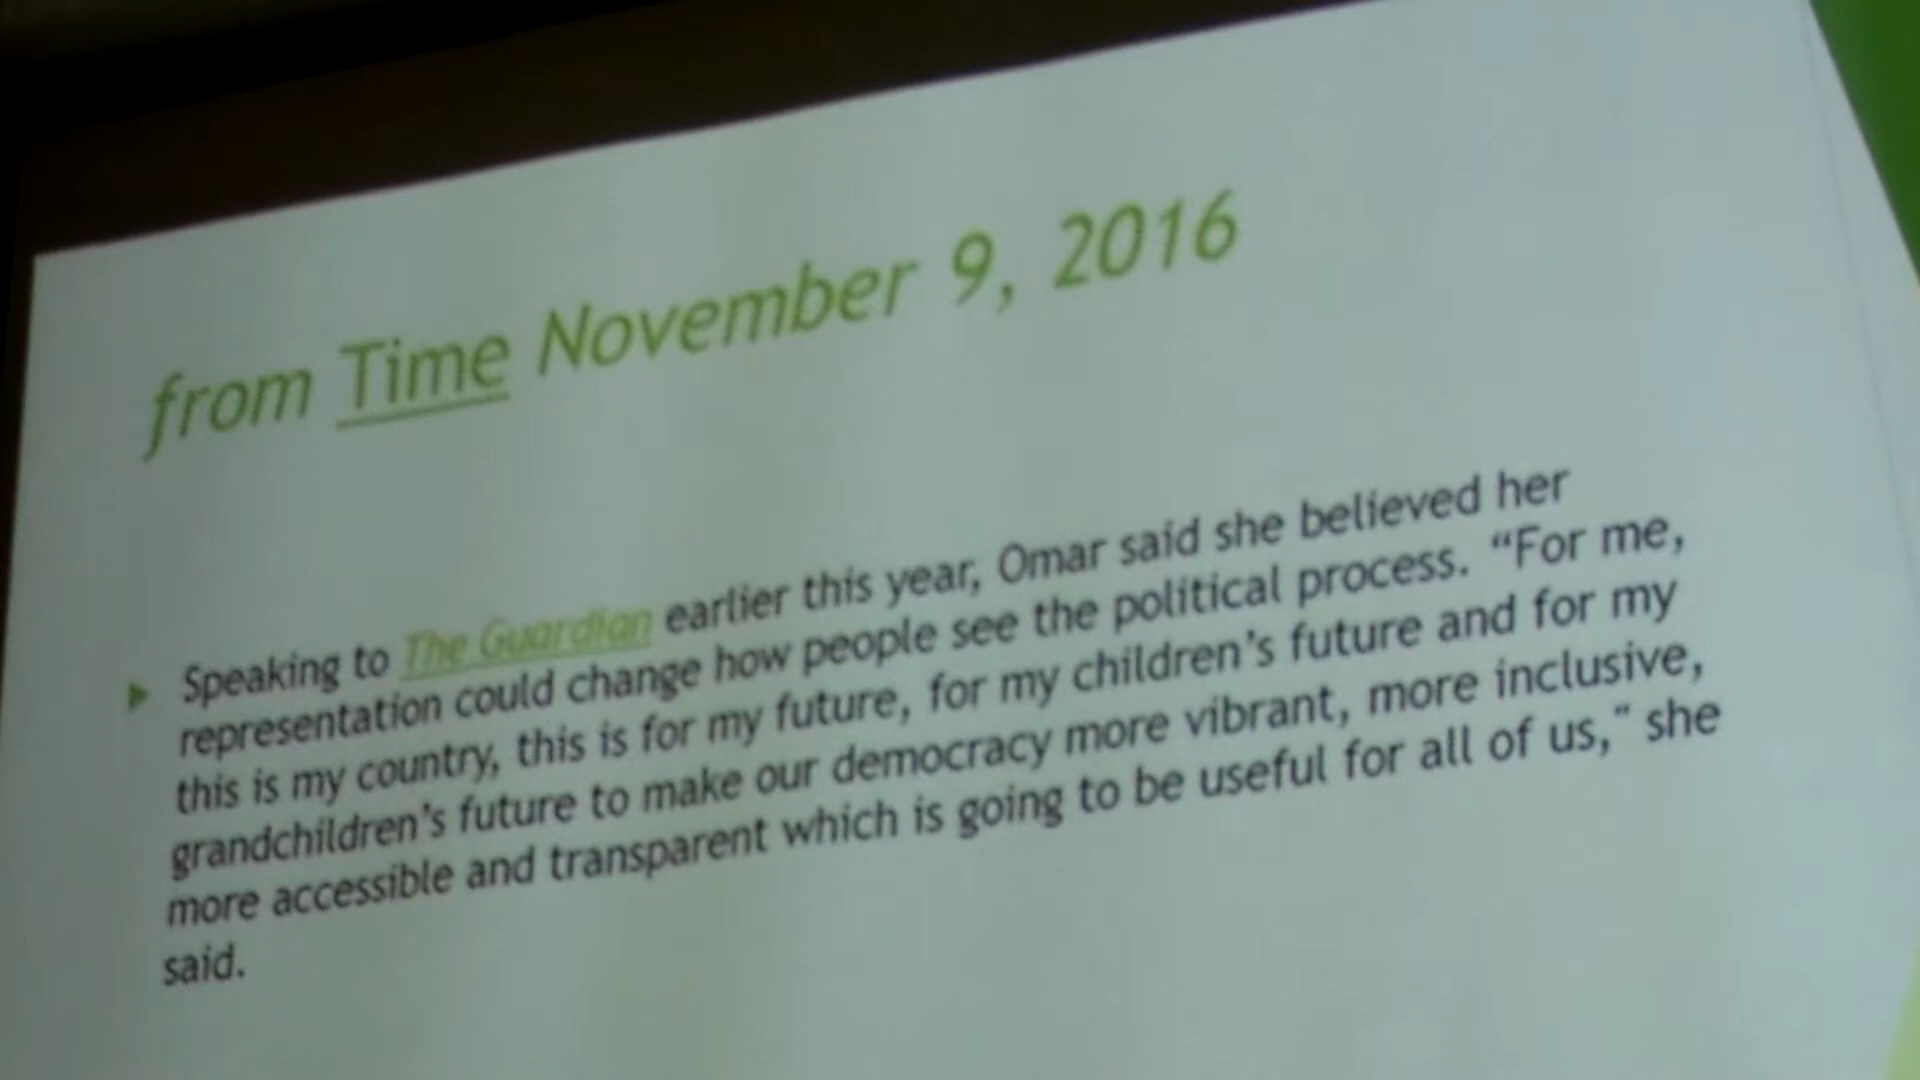 from Time November 9, 2016
Speaking to The Guardian earlier this year, Omar said she believed her
representation could change how people see the political process. “For me,
this is my country, this is for my future, for my children’s future and for my
grandchildren’s future to make our democracy more vibrant, more inclusive,
more accessible and transparent which is going to be useful for all of us," she
said.